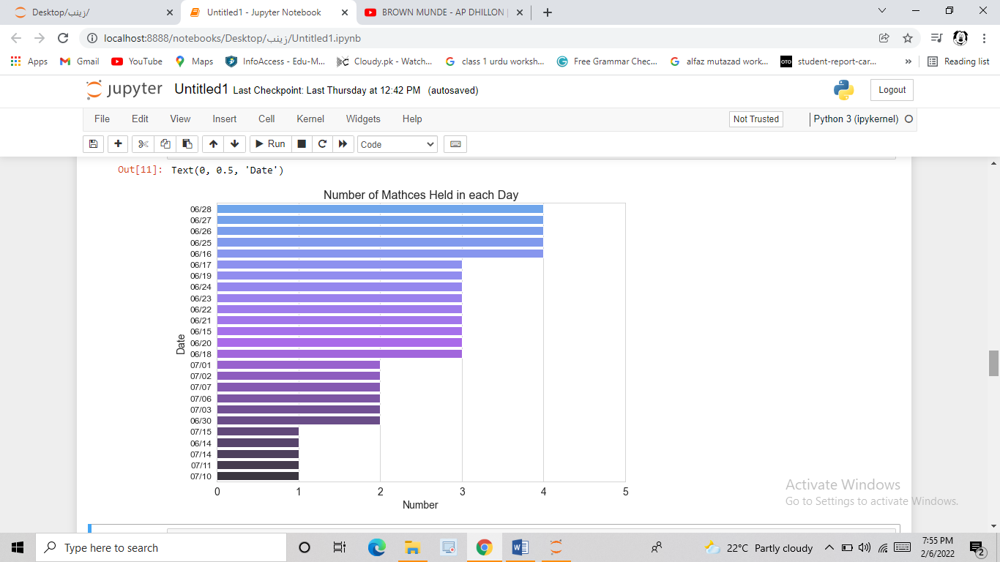 Desktop/زینب/
Untitled1 - Jupyter Notebook
BROWN MUNDE - AP DHILLON |
localhost:8888/notebooks/Desktop/زینب/Untitled1.ipynb
Apps
Gmail
YouTube
Maps
InfoAccess - Edu-M...
Cloudy.pk - Watch...
class 1 urdu worksh...
Free Grammar Chec...
alfaz mutazad work...
OTO
student-report-car...
»
Reading list
jupyter
Untitled1 Last Checkpoint: Last Thursday at 12:42 PM (autosaved)
Logout
File
Edit
View
Insert
Cell
Kernel
Widgets
Help
Not Trusted
Python 3 (ipykernel)
Run
Code
Out[11]: Text(0, 0.5, 'Date')
Number of Mathces Held in each Day
06/28
06/27
06/26
06/25
06/16
06/17
06/19
06/24
06/23
06/22
06/21
06/15
06/20
06/18
07/01
07/02
07/07
07/06
07/03
06/30
07/15
06/14
07/14
07/11
07/10
Date
0 1 2 3 4 5
Number
Activate Windows
Go to Settings to activate Windows.
Type here to search
22°C Partly cloudy
7:55 PM
2/6/2022
2